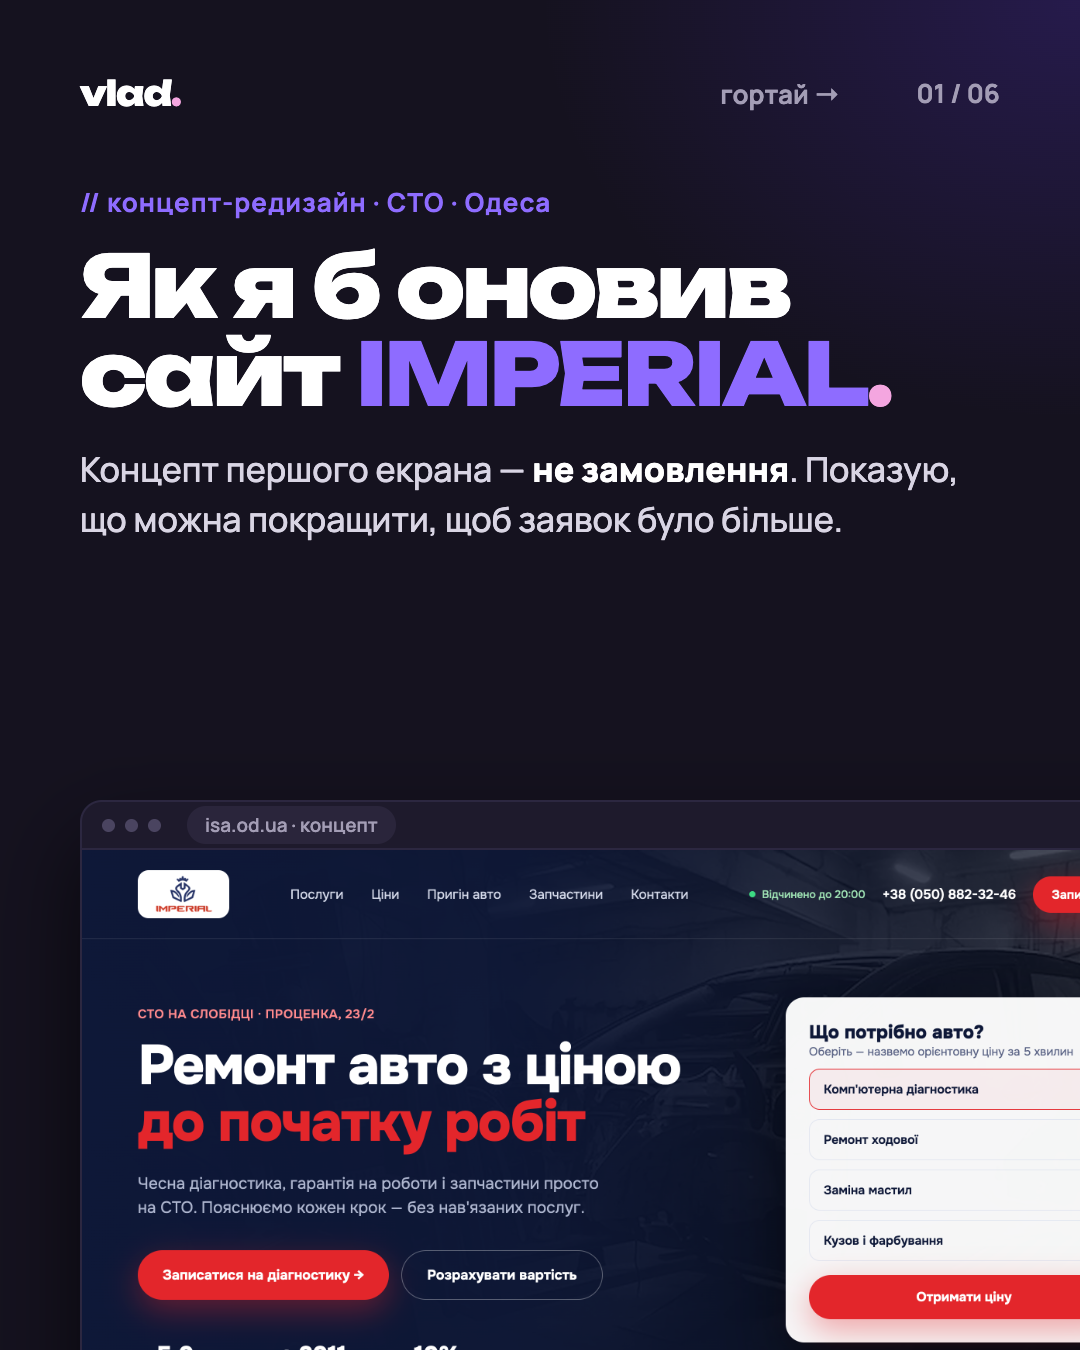 vlad.
гортай →
01 / 06
// концепт-редизайн · СТО · Одеса
Як я б оновив
сайт IMPERIAL.
Концепт першого екрана — не замовлення. Показую,
що можна покращити, щоб заявок було більше.
isa.od.ua · концепт
IMPERIAL
Послуги
Ціни
Пригін авто
Запчастини
Контакти
Відчинено до 20:00
+38 (050) 882-32-46
СТО НА СЛОБІДЦІ · ПРОЦЕНКА, 23/2
Ремонт авто з ціною
до початку робіт
Чесна діагностика, гарантія на роботи і запчастини просто
на СТО. Пояснюємо кожен крок — без нав'язаних послуг.
Записатися на діагностику →
Розрахувати вартість
Що потрібно авто?
Оберіть — назвемо орієнтовну ціну за 5 хвилин
Комп'ютерна діагностика
Ремонт ходової
Заміна мастил
Кузов і фарбування
Отримати ціну